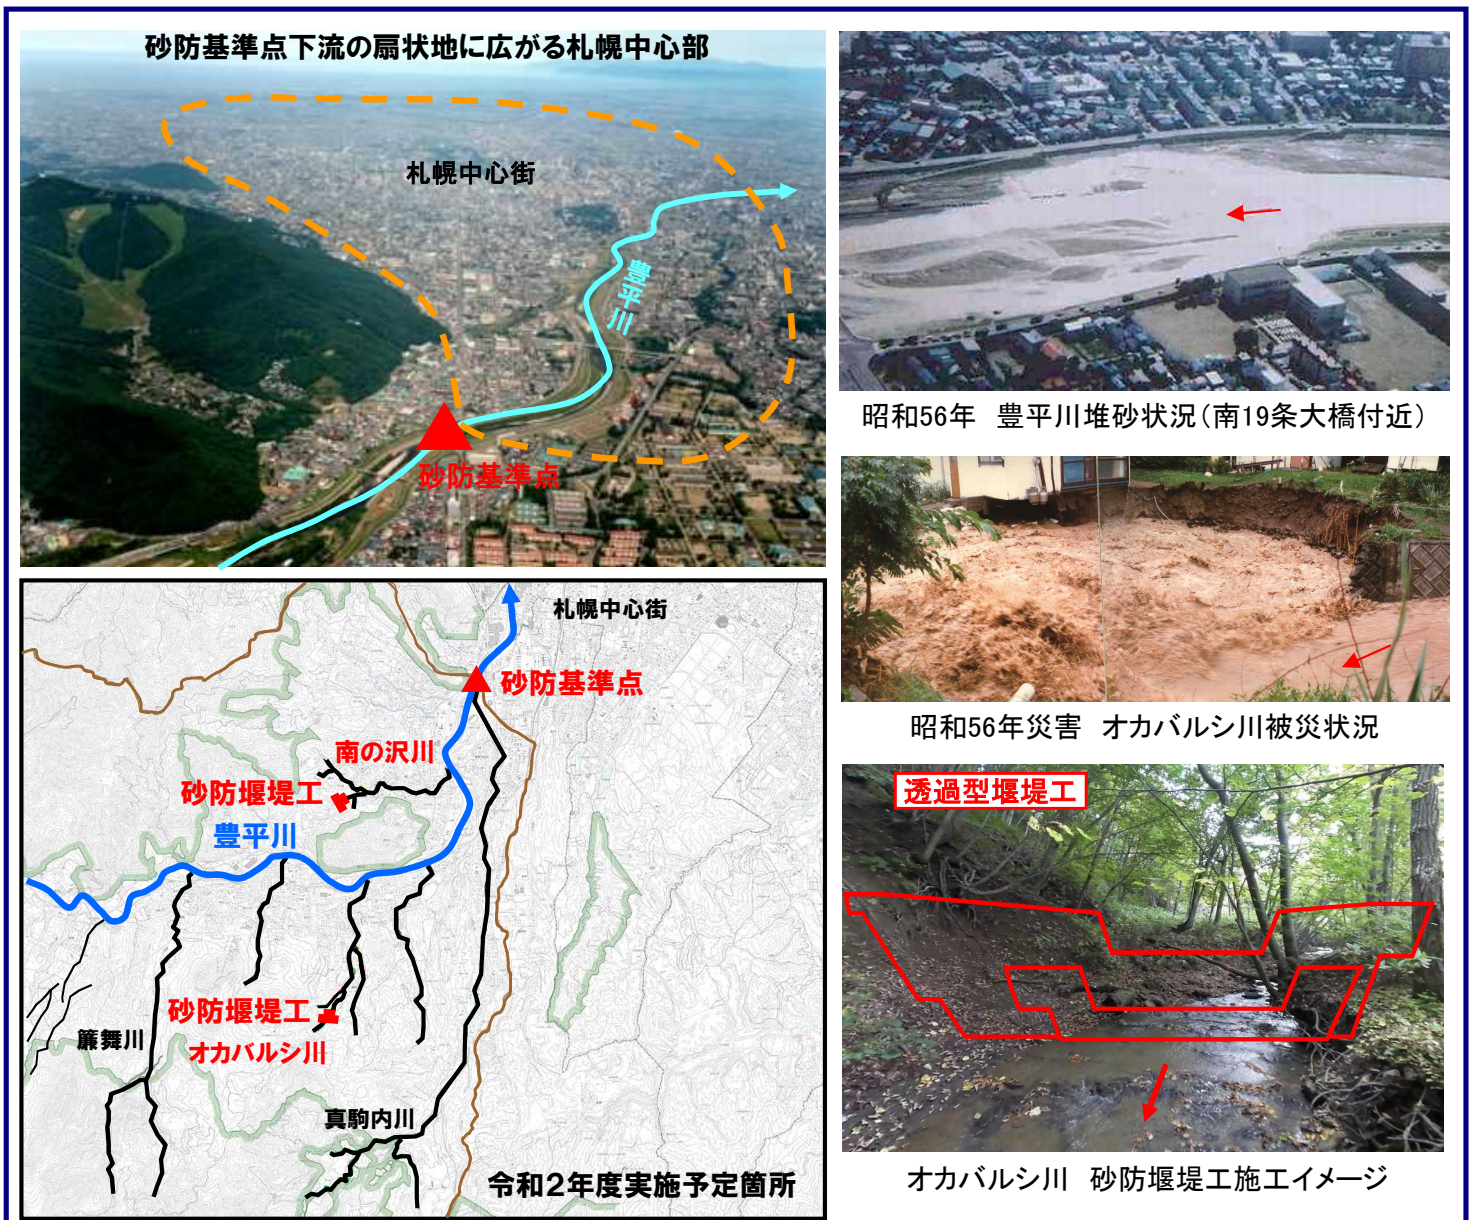 砂防基準点下流の扇状地に広がる札幌中心部
札幌中心街
豊平川
砂防基準点
昭和56年　豊平川堆砂状況（南19条大橋付近）
昭和56年災害　オカバルシ川被災状況
札幌中心街
砂防基準点
南の沢川
砂防堰堤工
豊平川
砂防堰堤工
オカバルシ川
簾舞川
真駒内川
令和2年度実施予定箇所
透過型堰堤工
オカバルシ川　砂防堰堤工施工イメージ